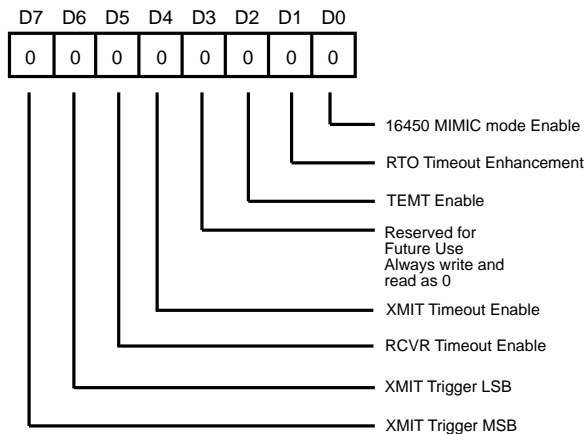 D7 D6 D5 D4 D3 D2 D1 D0
0 0 0 0 0 0 0 0
16450 MIMIC mode Enable
RTO Timeout Enhancement
TEMT Enable
Reserved for
Future Use
Always write and
read as 0
XMIT Timeout Enable
RCVR Timeout Enable
XMIT Trigger LSB
XMIT Trigger MSB